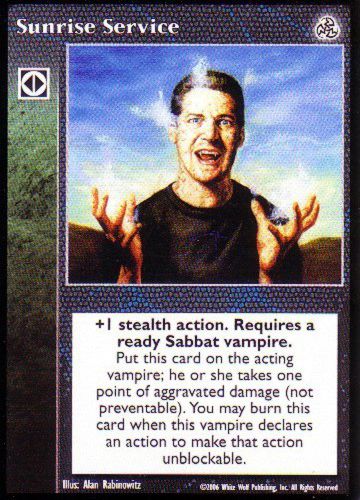 Sunrise Service
+1 stealth action. Requires a
ready Sabbat vampire.
Put this card on the acting
vampire; he or she takes one
point of aggravated damage (not
preventable). You may burn this
card when this vampire declares
an action to make that action
unblockable.
Illus: Alan Rabinowitz
©2006 White Wolf Publishing, Inc. All Rights Reserved